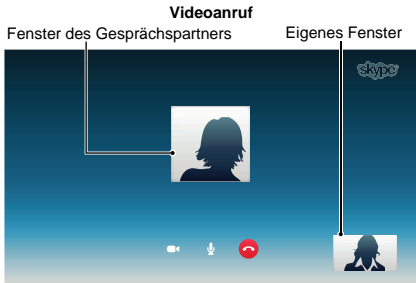 Videoanruf
Fenster des Gesprächspartners
Eigenes Fenster
skype